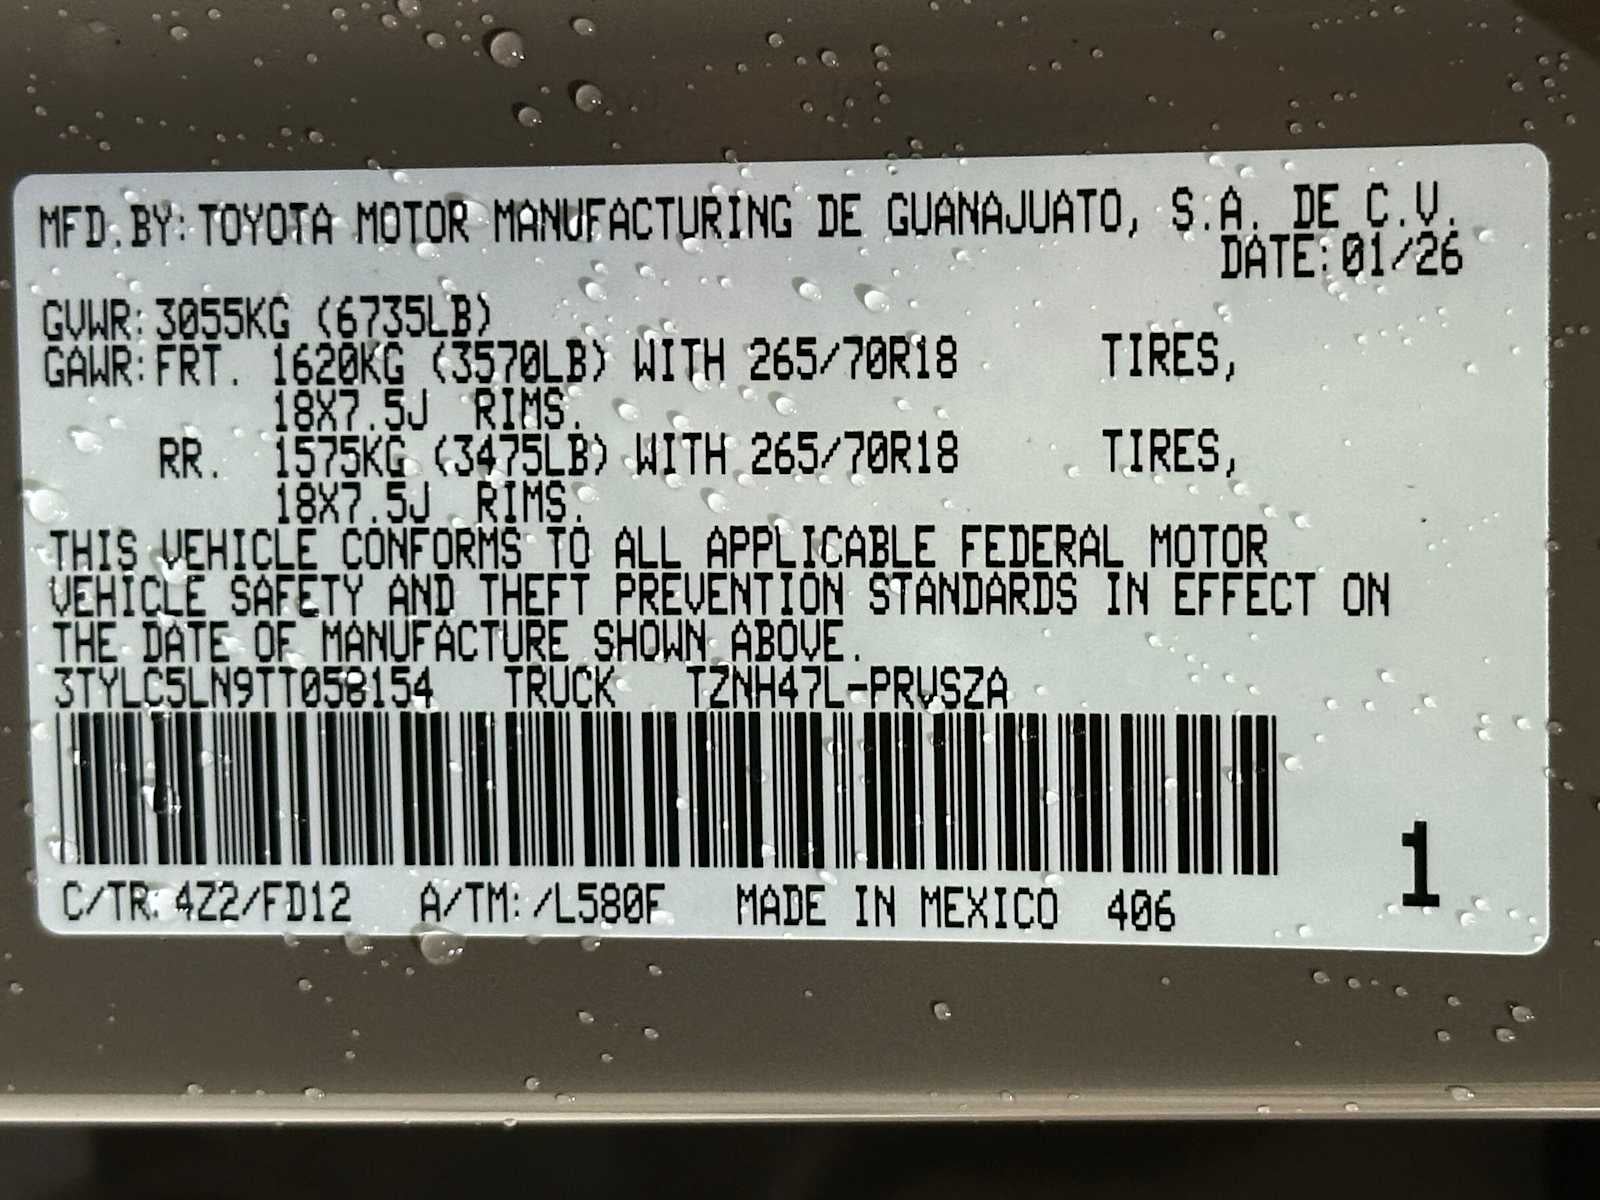 MFD.BY:TOYOTA MOTOR MANUFACTURING DE GUANAJUATO, S.A. DE C.V.
DATE:01/26
GVWR:3055KG (6735LB)
GAWR:FRT. 1620KG (3570LB) WITH 265/70R18 TIRES,
18X7.5J RIMS.
RR. 1575KG (3475LB) WITH 265/70R18 TIRES,
18X7.5J RIMS.
THIS VEHICLE CONFORMS TO ALL APPLICABLE FEDERAL MOTOR
VEHICLE SAFETY AND THEFT PREVENTION STANDARDS IN EFFECT ON
THE DATE OF MANUFACTURE SHOWN ABOVE.
3TYLC5LN9TT058154 TRUCK TZNH47L-PRVSZA
C/TR:4Z2/FD12 A/TM:/L580F MADE IN MEXICO 406
1